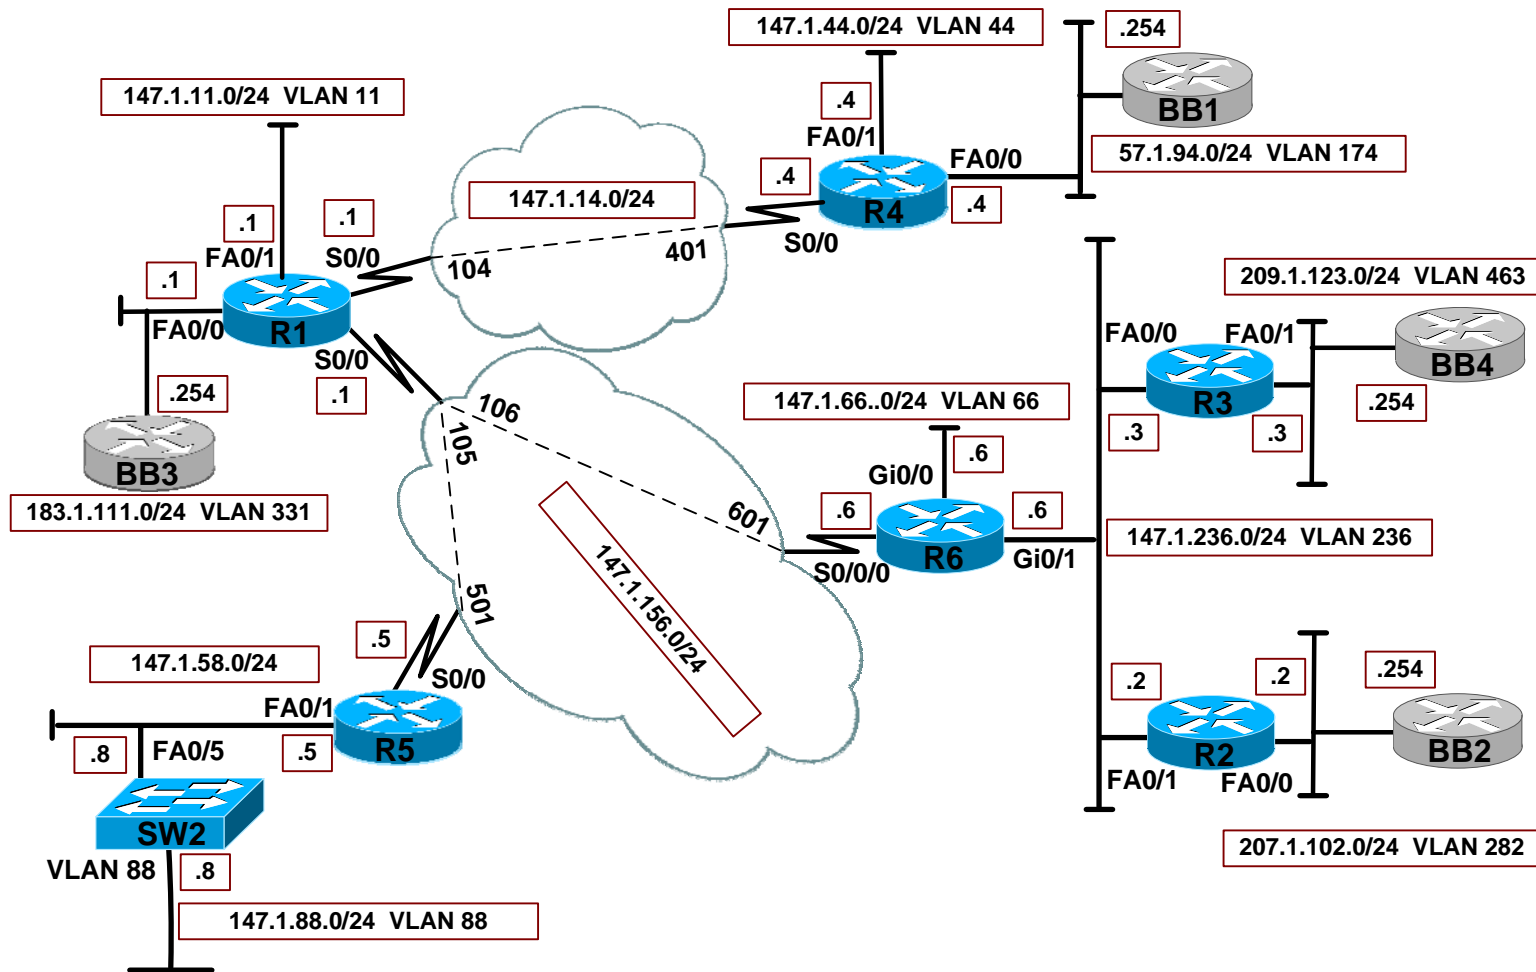 147.1.44.0/24 VLAN 44
.254
BB1
147.1.11.0/24 VLAN 11
.4
FA0/1
FA0/0
57.1.94.0/24 VLAN 174
.4
R4
.4
147.1.14.0/24
S0/0
401
104
.1
.1
S0/0
FA0/1
.1
FA0/0
R1
S0/0
.1
.254
BB3
183.1.111.0/24 VLAN 331
209.1.123.0/24 VLAN 463
FA0/0
FA0/1
BB4
R3
.254
.3
.3
106
105
147.1.66..0/24 VLAN 66
.6
Gi0/0
.6
.6
601
R6
S0/0/0
Gi0/1
147.1.236.0/24 VLAN 236
147.1.156.0/24
501
.5
S0/0
147.1.58.0/24
FA0/1
R5
.5
.8
FA0/5
SW2
VLAN 88
.8
147.1.88.0/24 VLAN 88
.2
.2
.254
R2
BB2
FA0/1
FA0/0
207.1.102.0/24 VLAN 282